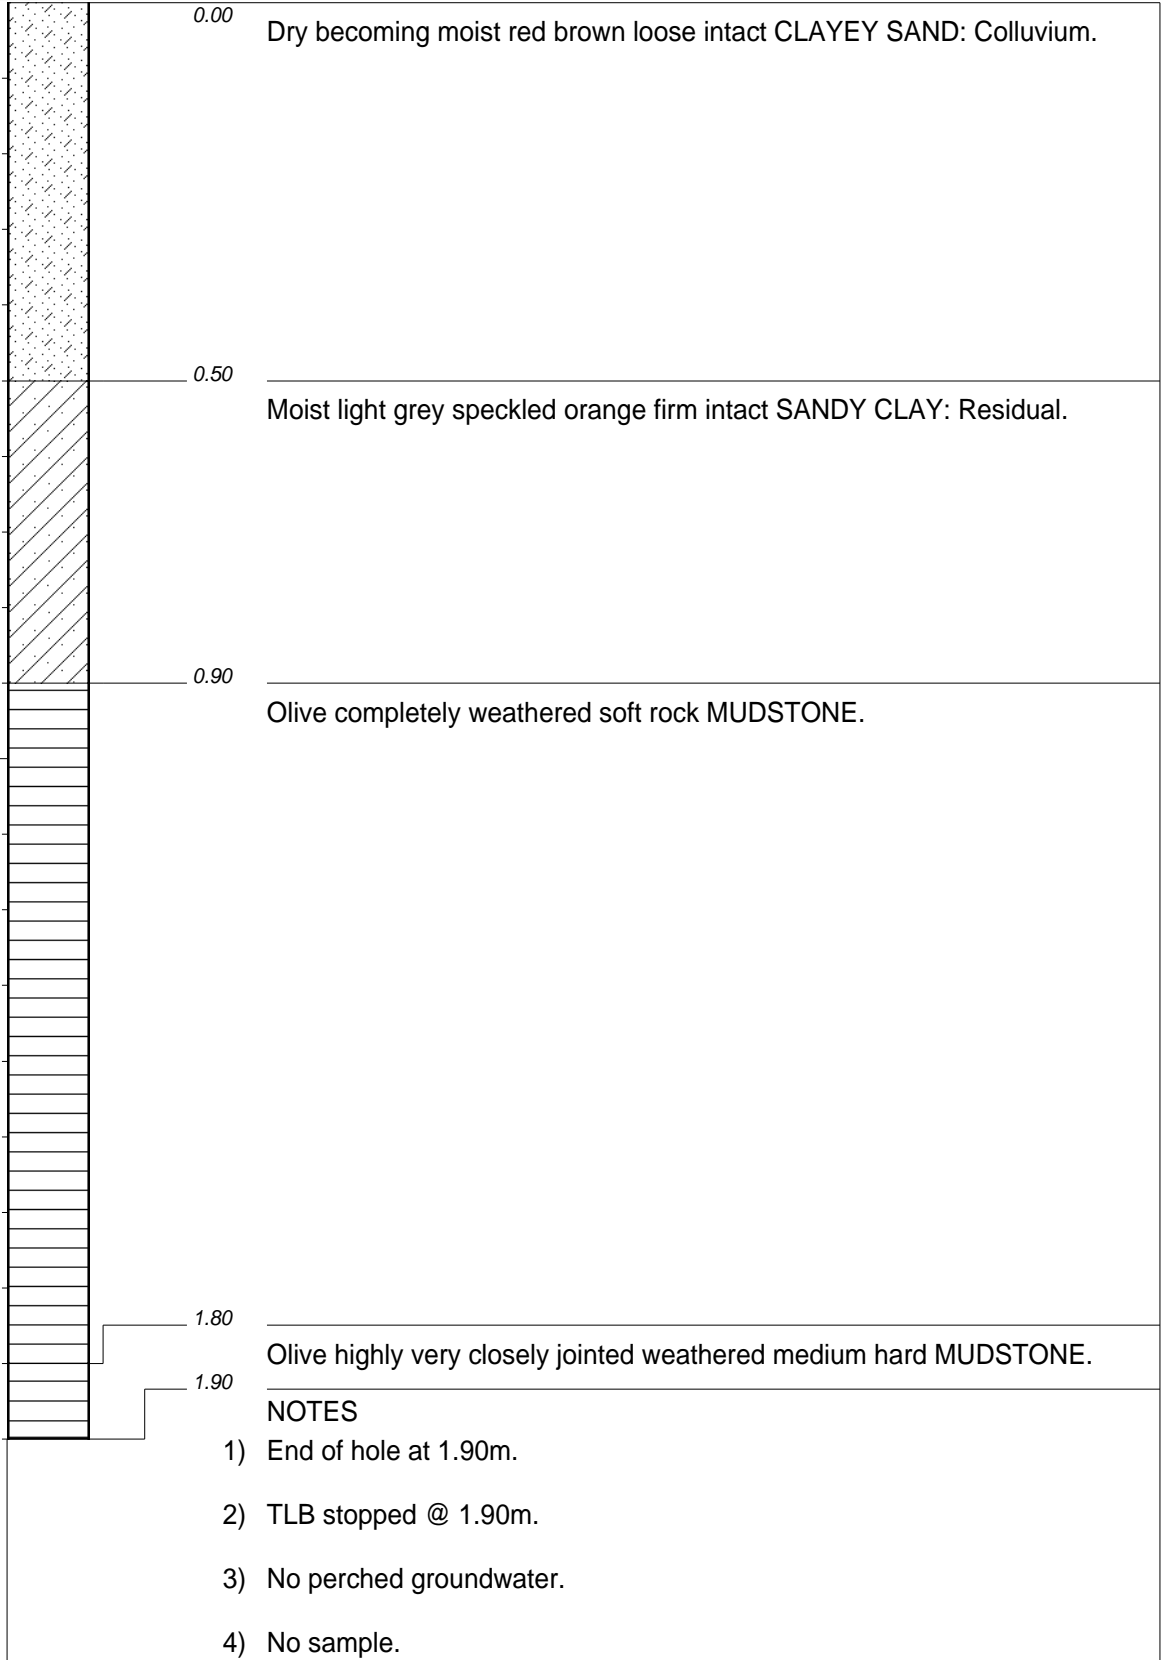 0.00
Dry becoming moist red brown loose intact CLAYEY SAND: Colluvium.
0.50
Moist light grey speckled orange firm intact SANDY CLAY: Residual.
0.90
Olive completely weathered soft rock MUDSTONE.
1.80
Olive highly very closely jointed weathered medium hard MUDSTONE.
1.90
NOTES
1) End of hole at 1.90m.
2) TLB stopped @ 1.90m.
3) No perched groundwater.
4) No sample.